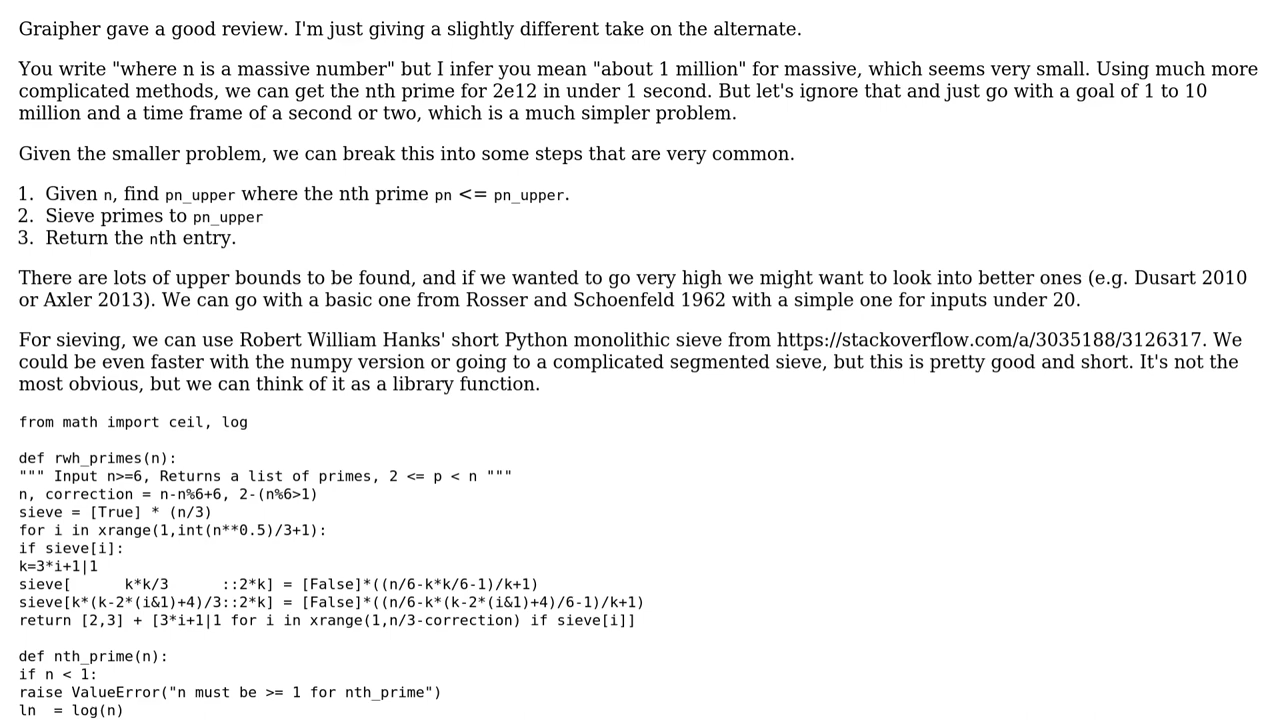 Graipher gave a good review. I'm just giving a slightly different take on the alternate.
You write "where n is a massive number" but I infer you mean "about 1 million" for massive, which seems very small. Using much more
complicated methods, we can get the nth prime for 2e12 in under 1 second. But let's ignore that and just go with a goal of 1 to 10
million and a time frame of a second or two, which is a much simpler problem.
Given the smaller problem, we can break this into some steps that are very common.
1. Given n, find pn_upper where the nth prime pn <= pn_upper.
2. Sieve primes to pn_upper
3. Return the nth entry.
There are lots of upper bounds to be found, and if we wanted to go very high we might want to look into better ones (e.g. Dusart 2010
or Axler 2013). We can go with a basic one from Rosser and Schoenfeld 1962 with a simple one for inputs under 20.
For sieving, we can use Robert William Hanks' short Python monolithic sieve from https://stackoverflow.com/a/3035188/3126317. We
could be even faster with the numpy version or going to a complicated segmented sieve, but this is pretty good and short. It's not the
most obvious, but we can think of it as a library function.
from math import ceil, log
def rwh_primes(n):
""" Input n>=6, Returns a list of primes, 2 <= p < n """
n, correction = n-n%6+6, 2-(n%6>1)
sieve = [True] * (n/3)
for i in xrange(1,int(n**0.5)/3+1):
if sieve[i]:
k=3*i+1|1
sieve[      k*k/3      ::2*k] = [False]*((n/6-k*k/6-1)/k+1)
sieve[k*(k-2*(i&1)+4)/3::2*k] = [False]*((n/6-k*(k-2*(i&1)+4)/6-1)/k+1)
return [2,3] + [3*i+1|1 for i in xrange(1,n/3-correction) if sieve[i]]
def nth_prime(n):
if n < 1:
raise ValueError("n must be >= 1 for nth_prime")
ln  = log(n)